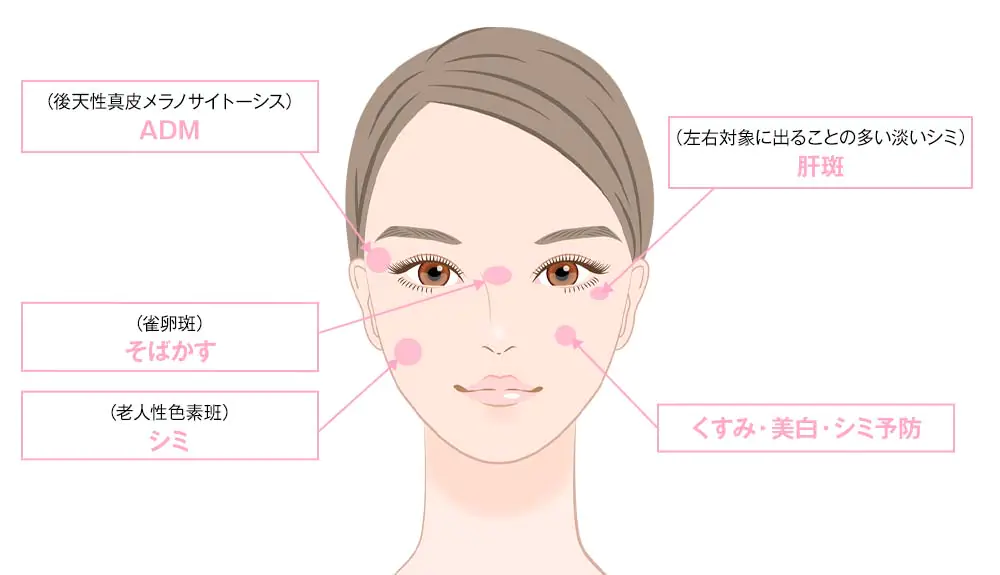 (後天性真皮メラノサイトーシス)
ADM
(左右対象に出ることの多い淡いシミ)
肝斑
(雀卵斑)
そばかす
(老人性色素班)
シミ
くすみ・美白・シミ予防